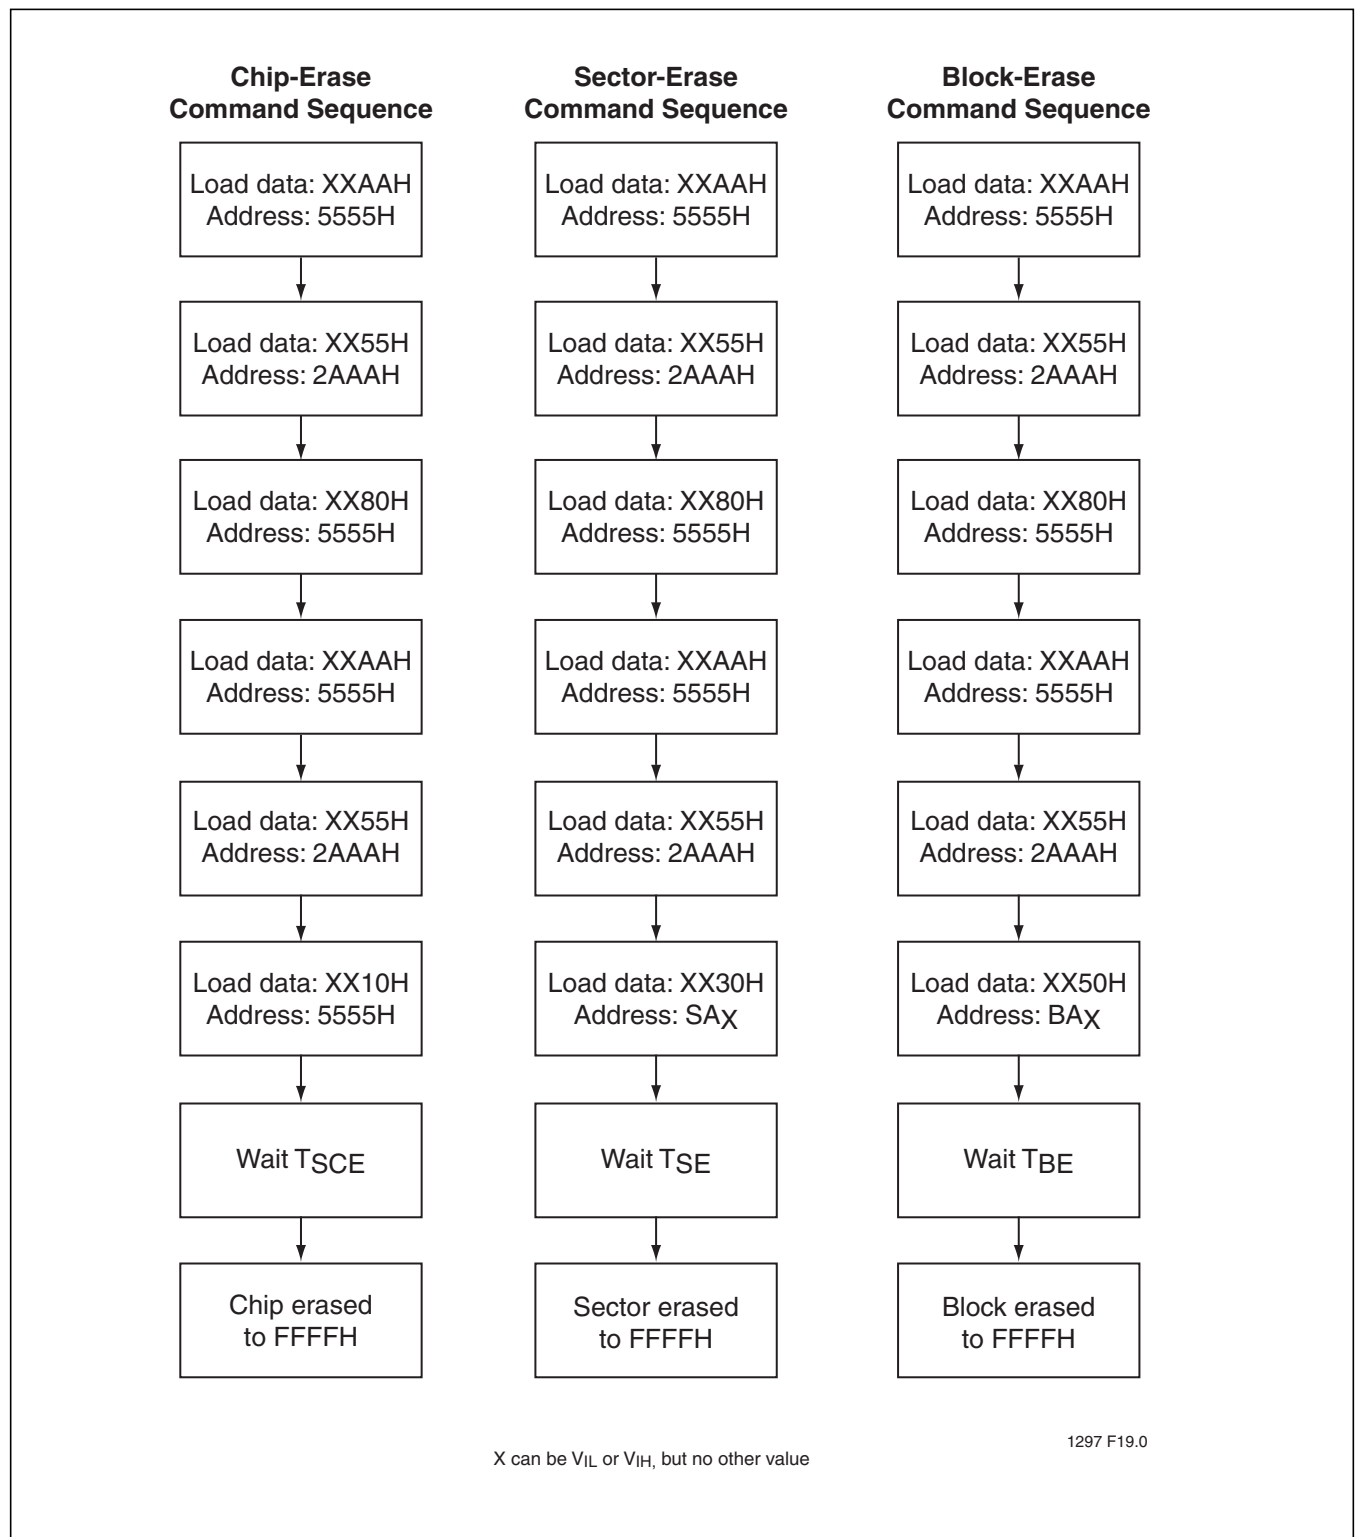 Chip-Erase
Command Sequence
Load data: XXAAH
Address: 5555H
Load data: XX55H
Address: 2AAAH
Load data: XX80H
Address: 5555H
Load data: XXAAH
Address: 5555H
Load data: XX55H
Address: 2AAAH
Load data: XX10H
Address: 5555H
Wait TSCE
Chip erased
to FFFFH
Sector-Erase
Command Sequence
Load data: XXAAH
Address: 5555H
Load data: XX55H
Address: 2AAAH
Load data: XX80H
Address: 5555H
Load data: XXAAH
Address: 5555H
Load data: XX55H
Address: 2AAAH
Load data: XX30H
Address: SAX
Wait TSE
Sector erased
to FFFFH
Block-Erase
Command Sequence
Load data: XXAAH
Address: 5555H
Load data: XX55H
Address: 2AAAH
Load data: XX80H
Address: 5555H
Load data: XXAAH
Address: 5555H
Load data: XX55H
Address: 2AAAH
Load data: XX50H
Address: BAX
Wait TBE
Block erased
to FFFFH
1297 F19.0
X can be VIL or VIH, but no other value